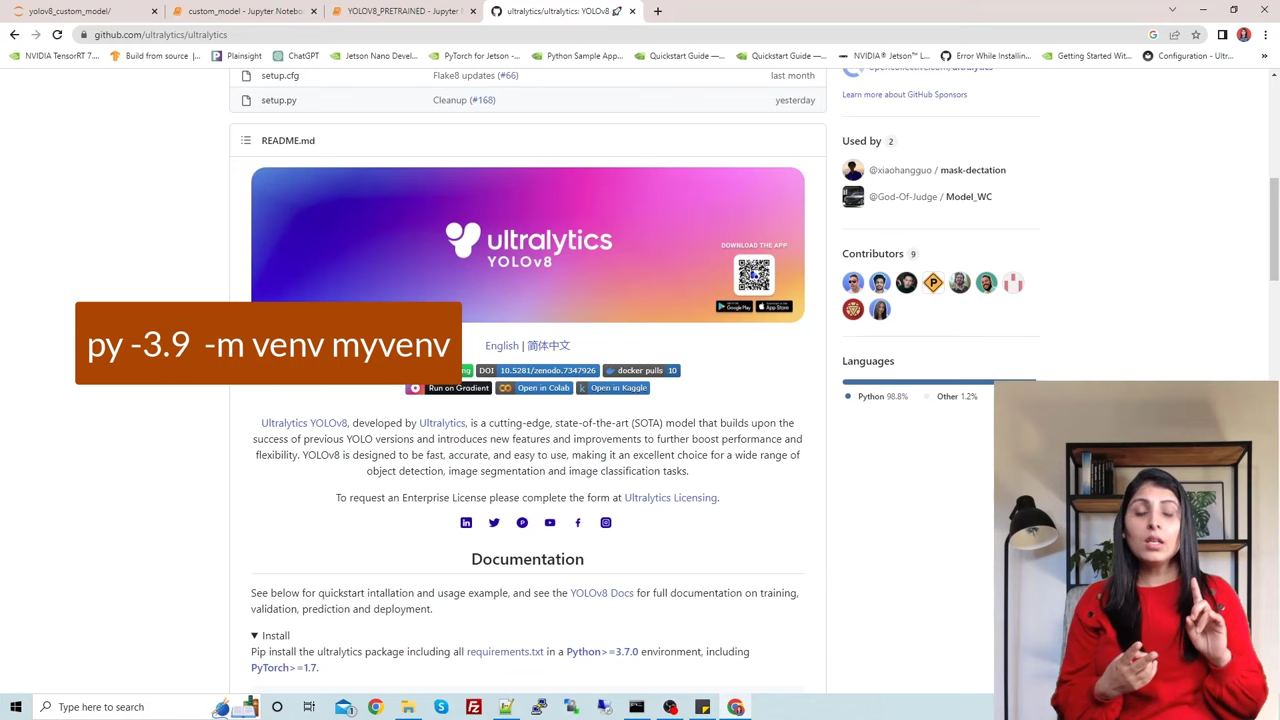 yolov8_custom_model/
custom_model - Jupyter Notebo
YOLOV8_PRETRAINED - Jupyter
ultralytics/ultralytics: YOLOv8 🚀
github.com/ultralytics/ultralytics
NVIDIA TensorRT 7....
Build from source |...
Plainsight
ChatGPT
Jetson Nano Devel...
PyTorch for Jetson -...
Python Sample App...
Quickstart Guide —...
Quickstart Guide —...
NVIDIA® Jetson™ L...
Error While Installin...
Getting Started Wit...
Configuration - Ultr...
setup.cfg
Flake8 updates (#66)
last month
setup.py
Cleanup (#168)
yesterday
README.md
ultralytics
YOLOv8
DOWNLOAD THE APP
Google Play
App Store
py -3.9 -m venv myvenv
English | 简体中文
DOI 10.5281/zenodo.7347926
docker pulls 10
Run on Gradient
Open in Colab
Open in Kaggle
Ultralytics YOLOv8, developed by Ultralytics, is a cutting-edge, state-of-the-art (SOTA) model that builds upon the
success of previous YOLO versions and introduces new features and improvements to further boost performance and
flexibility. YOLOv8 is designed to be fast, accurate, and easy to use, making it an excellent choice for a wide range of
object detection, image segmentation and image classification tasks.
To request an Enterprise License please complete the form at Ultralytics Licensing.
Documentation
See below for quickstart intallation and usage example, and see the YOLOv8 Docs for full documentation on training,
validation, prediction and deployment.
Install
Pip install the ultralytics package including all requirements.txt in a Python>=3.7.0 environment, including
PyTorch>=1.7.
Learn more about GitHub Sponsors
Used by 2
@xiaohangguo / mask-dectation
@God-Of-Judge / Model_WC
Contributors 9
Languages
Python 98.8%
Other 1.2%
Type here to search